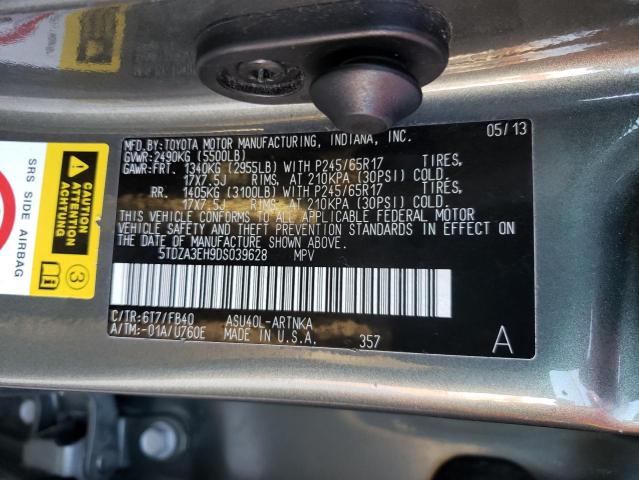 MFD.BY:TOYOTA MOTOR MANUFACTURING, INDIANA, INC. 05/13
GVWR:2490KG (5500LB)
GAWR:FRT. 1340KG (2955LB) WITH P245/65R17 TIRES,
17X7.5J RIMS, AT 210KPA (30PSI) COLD.
RR. 1405KG (3100LB) WITH P245/65R17 TIRES,
17X7.5J RIMS, AT 210KPA (30PSI) COLD.
THIS VEHICLE CONFORMS TO ALL APPLICABLE FEDERAL MOTOR
VEHICLE SAFETY AND THEFT PREVENTION STANDARDS IN EFFECT ON
THE DATE OF MANUFACTURE SHOWN ABOVE.
5TDZA3EH9DS039628 MPV
C/TR:6T7/FB40 ASU40L-ARTNKA
A/TM:-01A/U760E MADE IN U.S.A. 357 A
SRS SIDE AIRBAG
CAUTION
ATTENTION
ACHTUNG
3